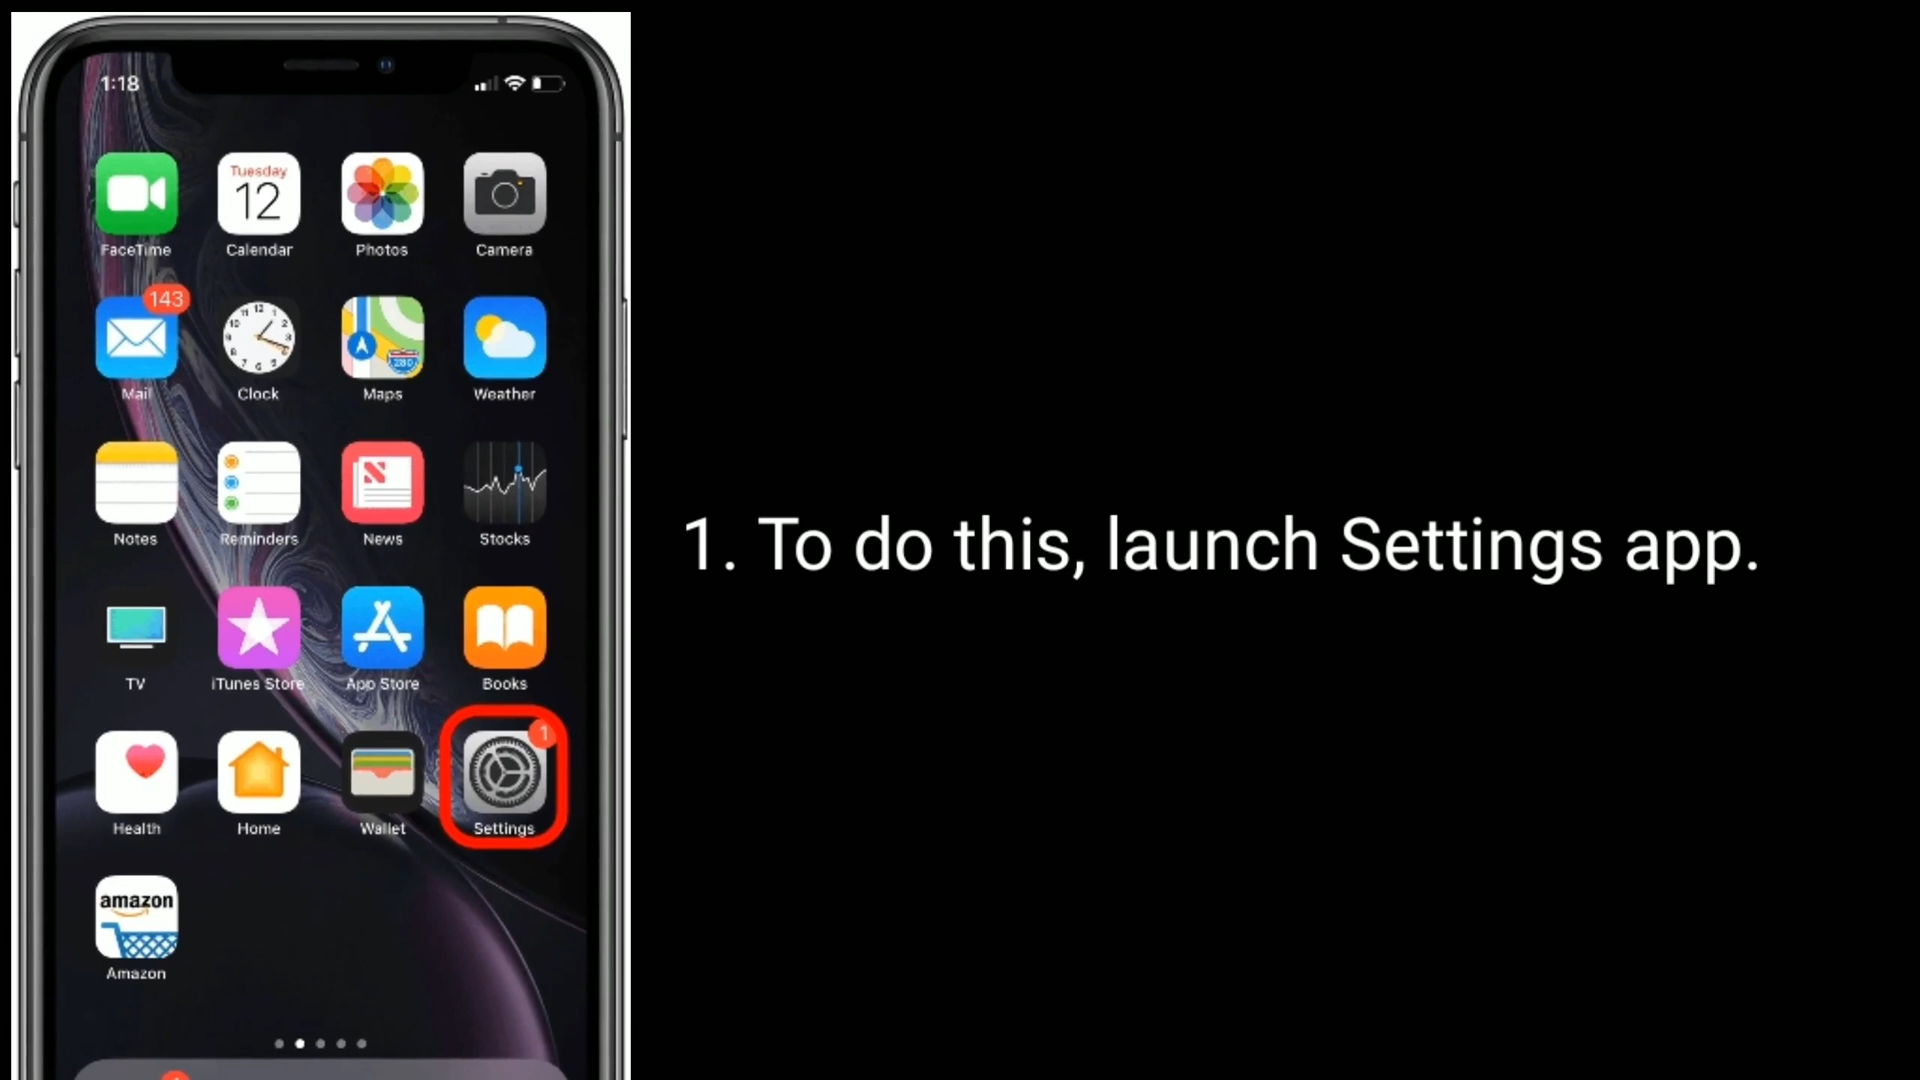 1:18
Tuesday
12
FaceTime Calendar Photos Camera
143
280
Mail Clock Maps Weather
Notes Reminders News Stocks
TV iTunes Store App Store Books
1
Health Home Wallet Settings
amazon
Amazon
1. To do this, launch Settings app.